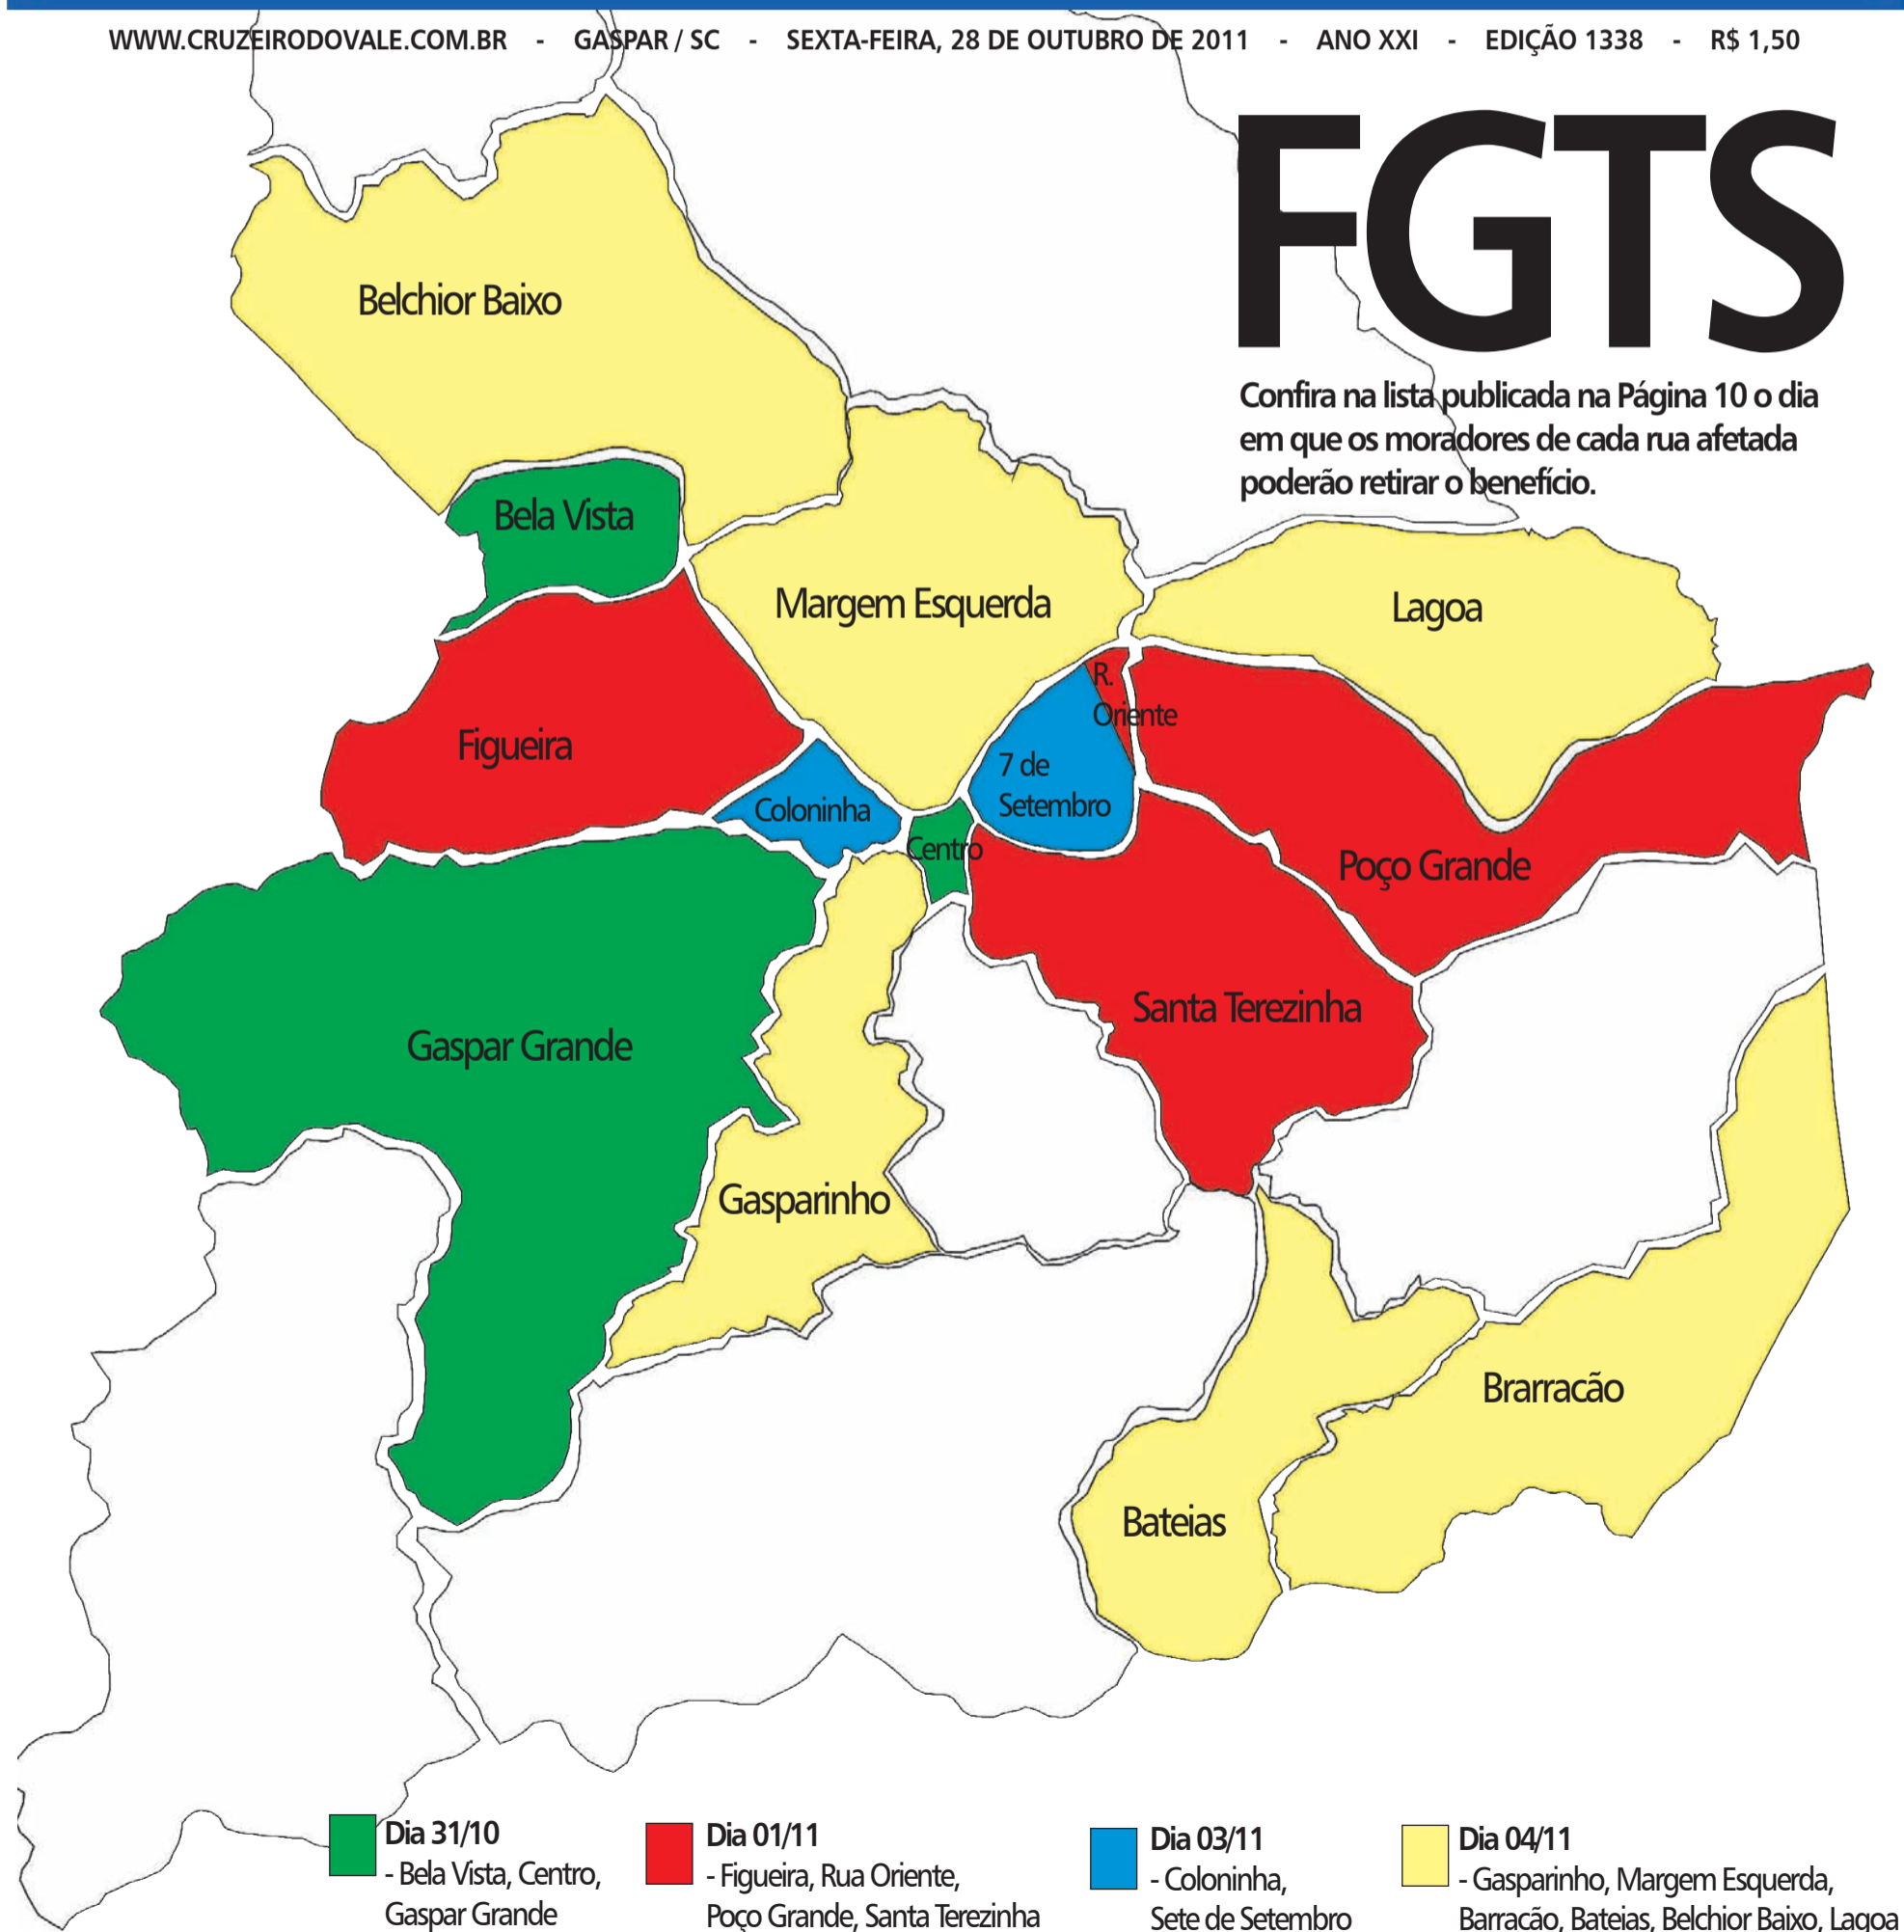 WWW.CRUZEIRODOVALE.COM.BR - GASPAR / SC - SEXTA-FEIRA, 28 DE OUTUBRO DE 2011 - ANO XXI - EDIÇÃO 1338 - R$ 1,50
FGTS
Confira na lista publicada na Página 10 o dia
em que os moradores de cada rua afetada
poderão retirar o benefício.
Belchior Baixo
Bela Vista
Margem Esquerda
Lagoa
R.
Oriente
Figueira
7 de
Setembro
Coloninha
Centro
Poço Grande
Santa Terezinha
Gaspar Grande
Gasparinho
Brarracão
Bateias
Dia 31/10
- Bela Vista, Centro,
Gaspar Grande
Dia 01/11
- Figueira, Rua Oriente,
Poço Grande, Santa Terezinha
Dia 03/11
- Coloninha,
Sete de Setembro
Dia 04/11
- Gasparinho, Margem Esquerda,
Barracão, Bateias, Belchior Baixo, Lagoa